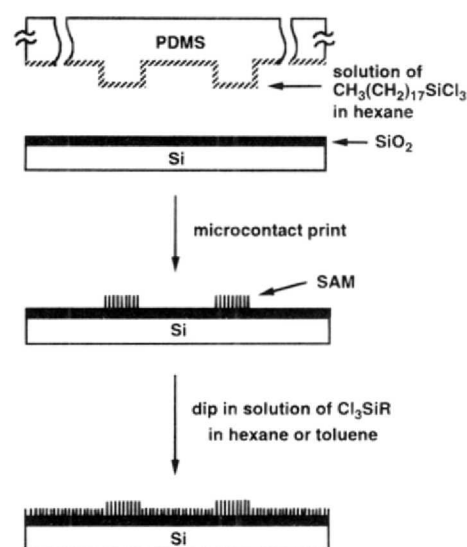 PDMS
solution of
CH₃(CH₂)₁₇SiCl₃
in hexane
SiO₂
Si
microcontact print
SAM
Si
dip in solution of Cl₃SiR
in hexane or toluene
Si